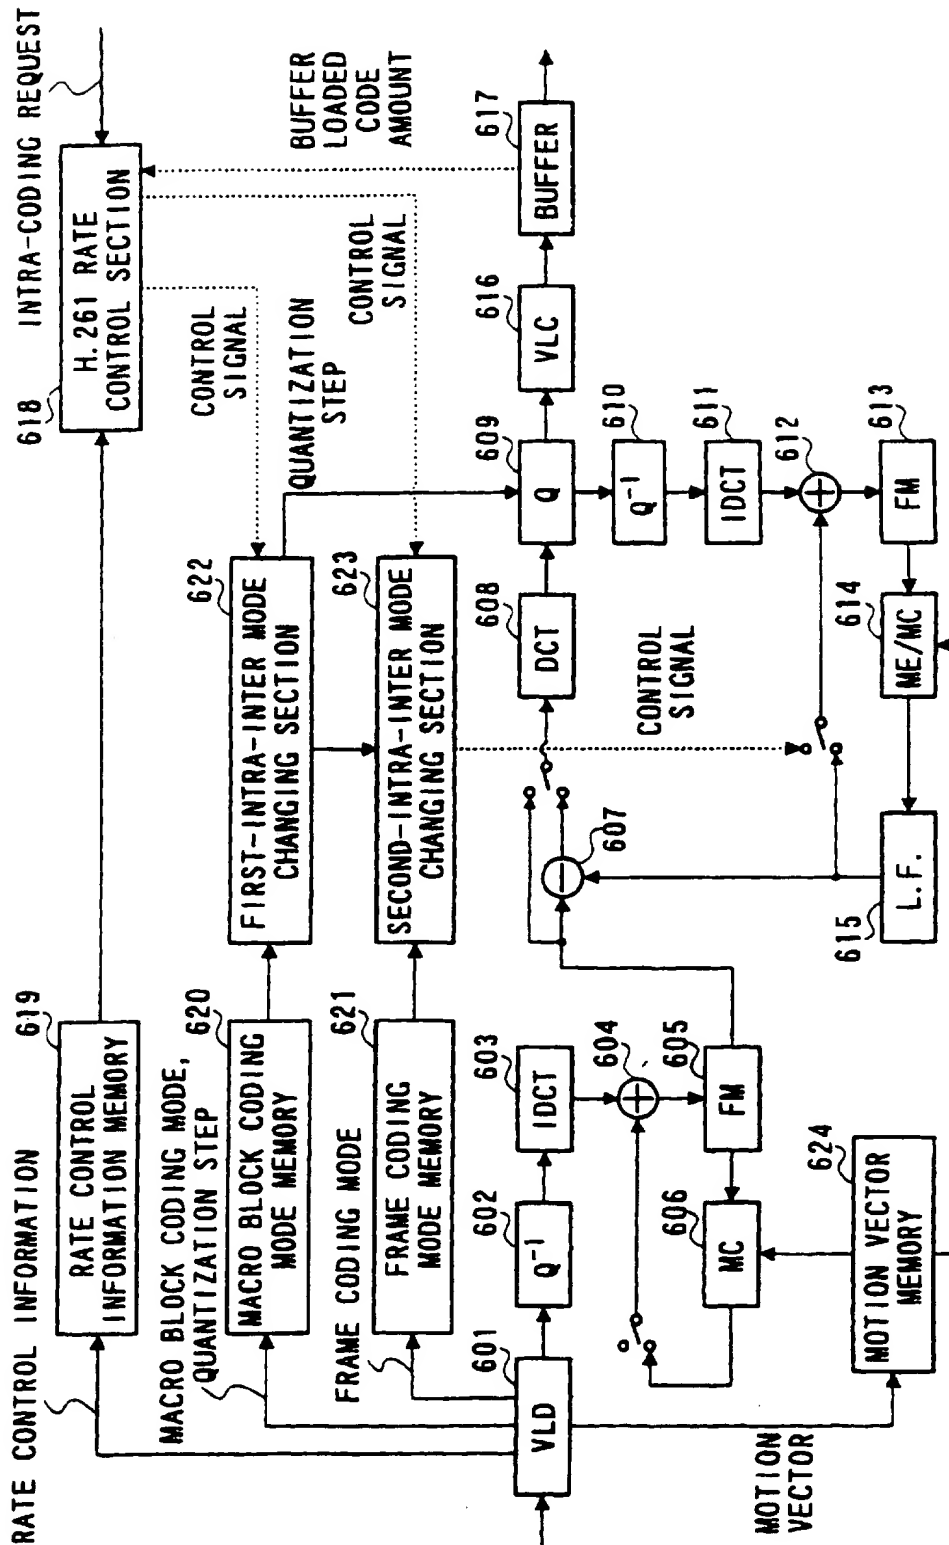 RATE CONTROL INFORMATION
INTRA-CODING REQUEST
619
RATE CONTROL
INFORMATION MEMORY
618
H.261 RATE
CONTROL SECTION
MACRO BLOCK CODING MODE,
QUANTIZATION STEP
620
MACRO BLOCK CODING
MODE MEMORY
622
FIRST-INTRA-INTER MODE
CHANGING SECTION
CONTROL
SIGNAL
QUANTIZATION
STEP
BUFFER
LOADED
CODE
AMOUNT
FRAME CODING MODE
621
FRAME CODING
MODE MEMORY
623
SECOND-INTRA-INTER MODE
CHANGING SECTION
CONTROL
SIGNAL
601
VLD
602
Q-1
603
IDCT
608
DCT
609
Q
616
VLC
617
BUFFER
604
607
CONTROL
SIGNAL
610
Q-1
611
IDCT
612
605
FM
606
MC
613
FM
614
ME/MC
615
L.F.
624
MOTION VECTOR
MEMORY
MOTION
VECTOR